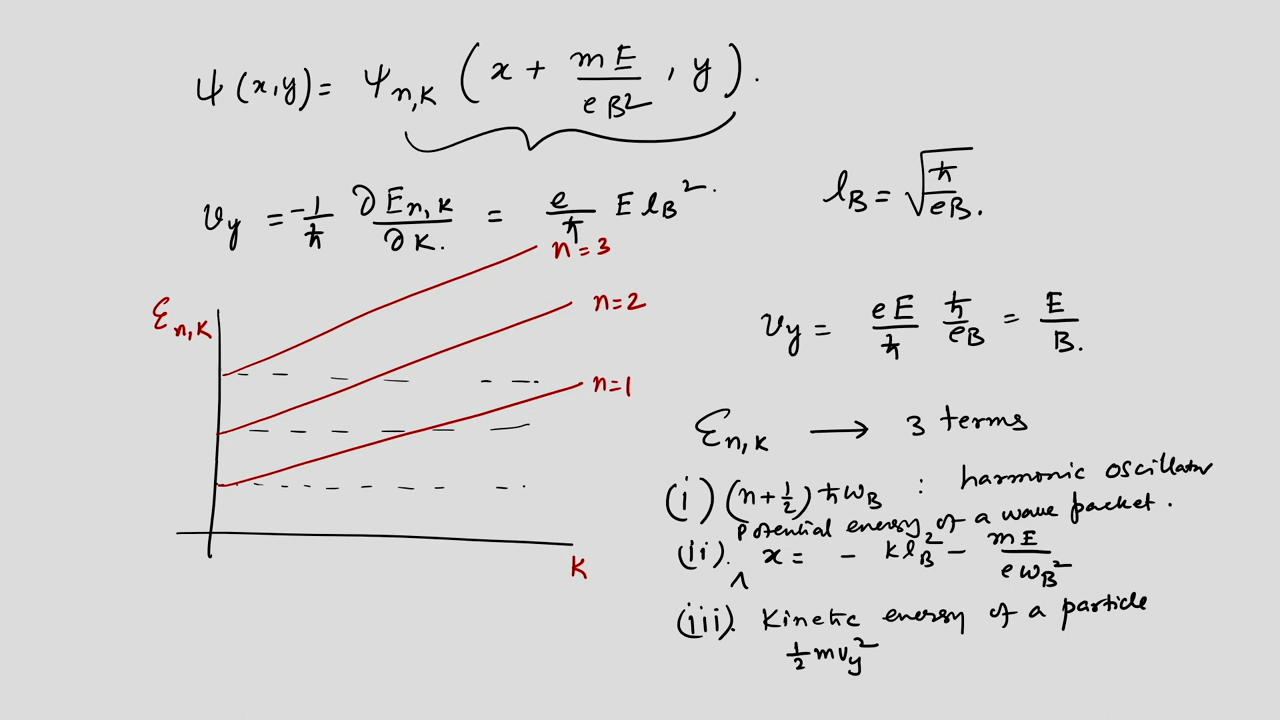 ψ(x,y) = ψ_{n,K} (x + mE/eB², y).
v_y = -1/ħ ∂E_{n,K}/∂K. = e/ħ E l_B².
l_B = √(ħ/eB).
n=3
ℰ_{n,K}
n=2
n=1
K
v_y = eE/ħ ħ/eB = E/B.
ℰ_{n,K} → 3 terms
(i) (n+1/2) ħω_B : harmonic oscillator
Potential energy of a wave packet.
(ii). x = - Kl_B² - mE/eω_B²
(iii). Kinetic energy of a particle
1/2 mv_y²